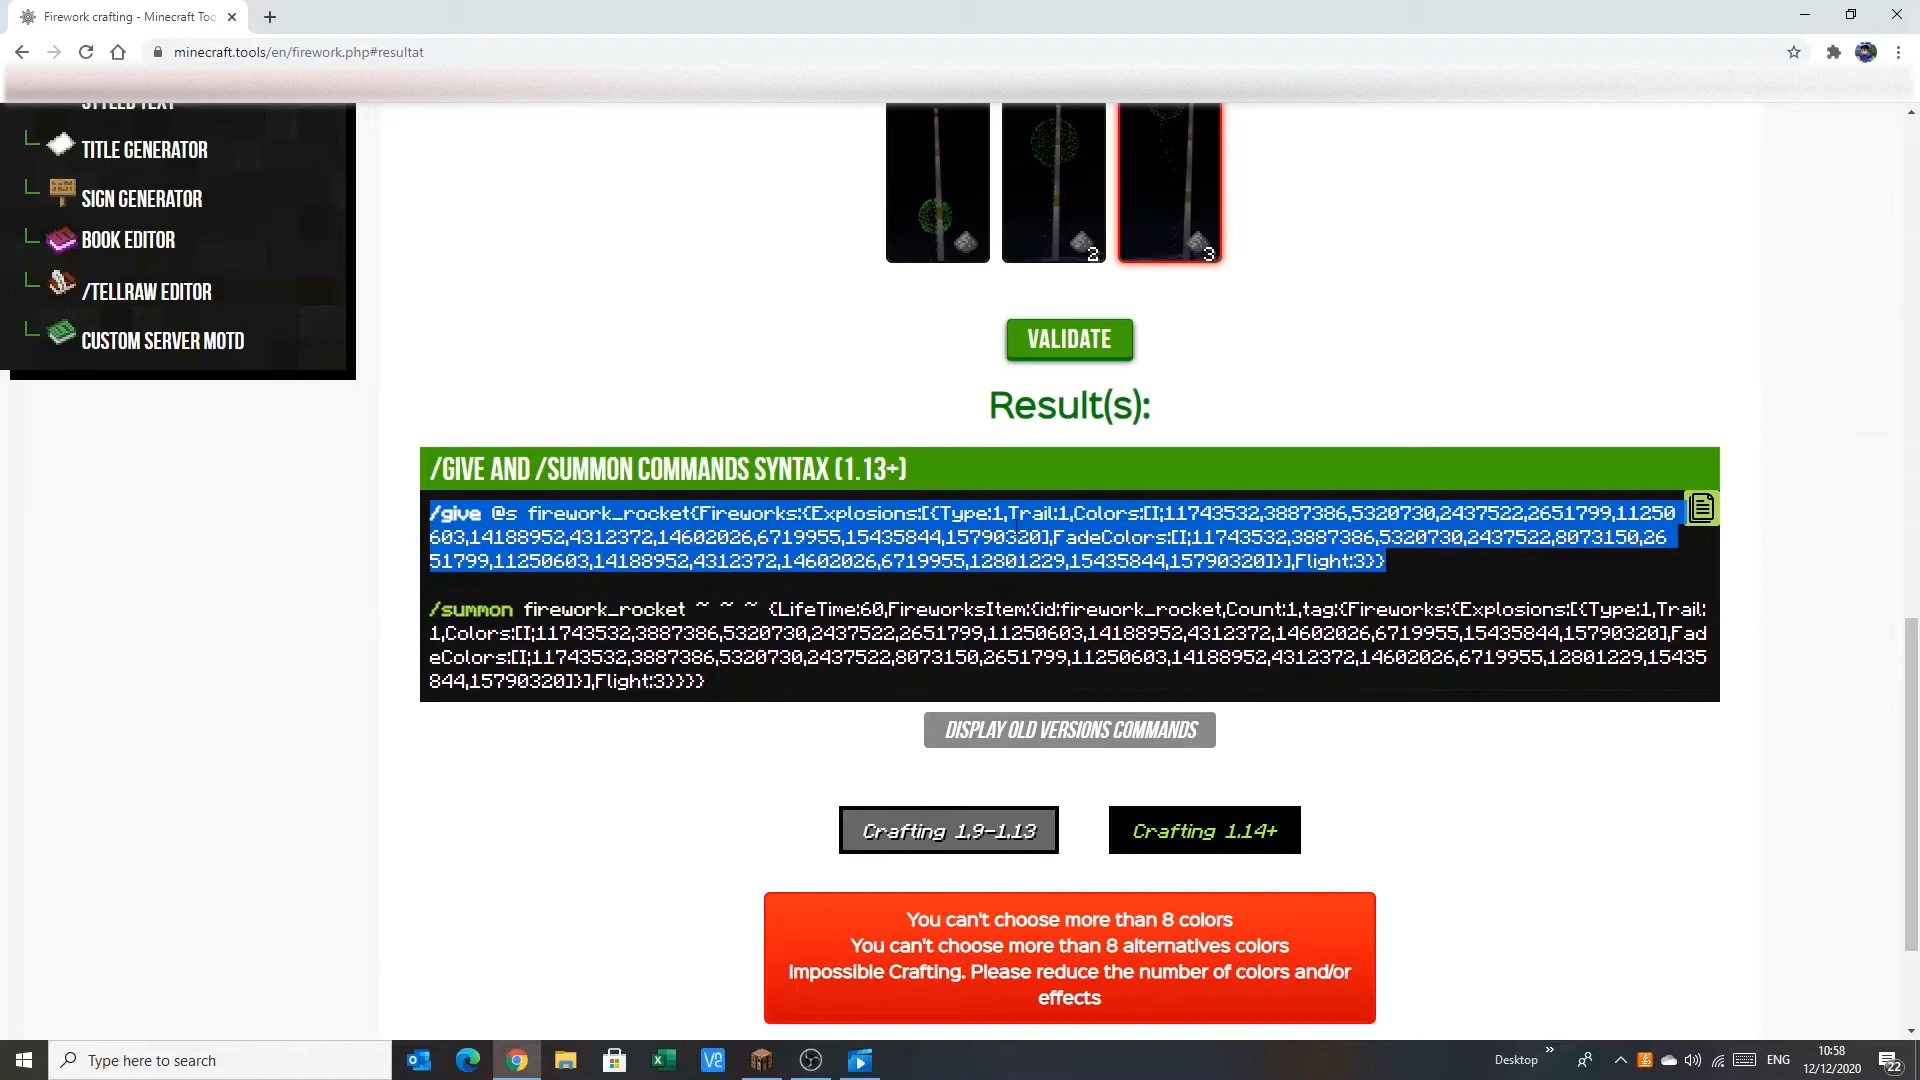 Firework crafting - Minecraft Too
minecraft.tools/en/firework.php#resultat
STYLED TEXT
TITLE GENERATOR
SIGN GENERATOR
BOOK EDITOR
/TELLRAW EDITOR
CUSTOM SERVER MOTD
2
3
VALIDATE
Result(s):
/GIVE AND /SUMMON COMMANDS SYNTAX (1.13+)
/give @s firework_rocket{Fireworks:{Explosions:[{Type:1,Trail:1,Colors:[I;11743532,3887386,5320730,2437522,2651799,11250
603,14188952,4312372,14602026,6719955,15435844,15790320],FadeColors:[I;11743532,3887386,5320730,2437522,8073150,26
51799,11250603,14188952,4312372,14602026,6719955,12801229,15435844,15790320]}],Flight:3}}
/summon firework_rocket ~ ~ ~ {LifeTime:60,FireworksItem:{id:firework_rocket,Count:1,tag:{Fireworks:{Explosions:[{Type:1,Trail:
1,Colors:[I;11743532,3887386,5320730,2437522,2651799,11250603,14188952,4312372,14602026,6719955,15435844,15790320],Fad
eColors:[I;11743532,3887386,5320730,2437522,8073150,2651799,11250603,14188952,4312372,14602026,6719955,12801229,15435
844,15790320]}],Flight:3}}}}
DISPLAY OLD VERSIONS COMMANDS
Crafting 1.9-1.13
Crafting 1.14+
You can't choose more than 8 colors
You can't choose more than 8 alternatives colors
Impossible Crafting. Please reduce the number of colors and/or
effects
Type here to search
Desktop
ENG
10:58
12/12/2020
22